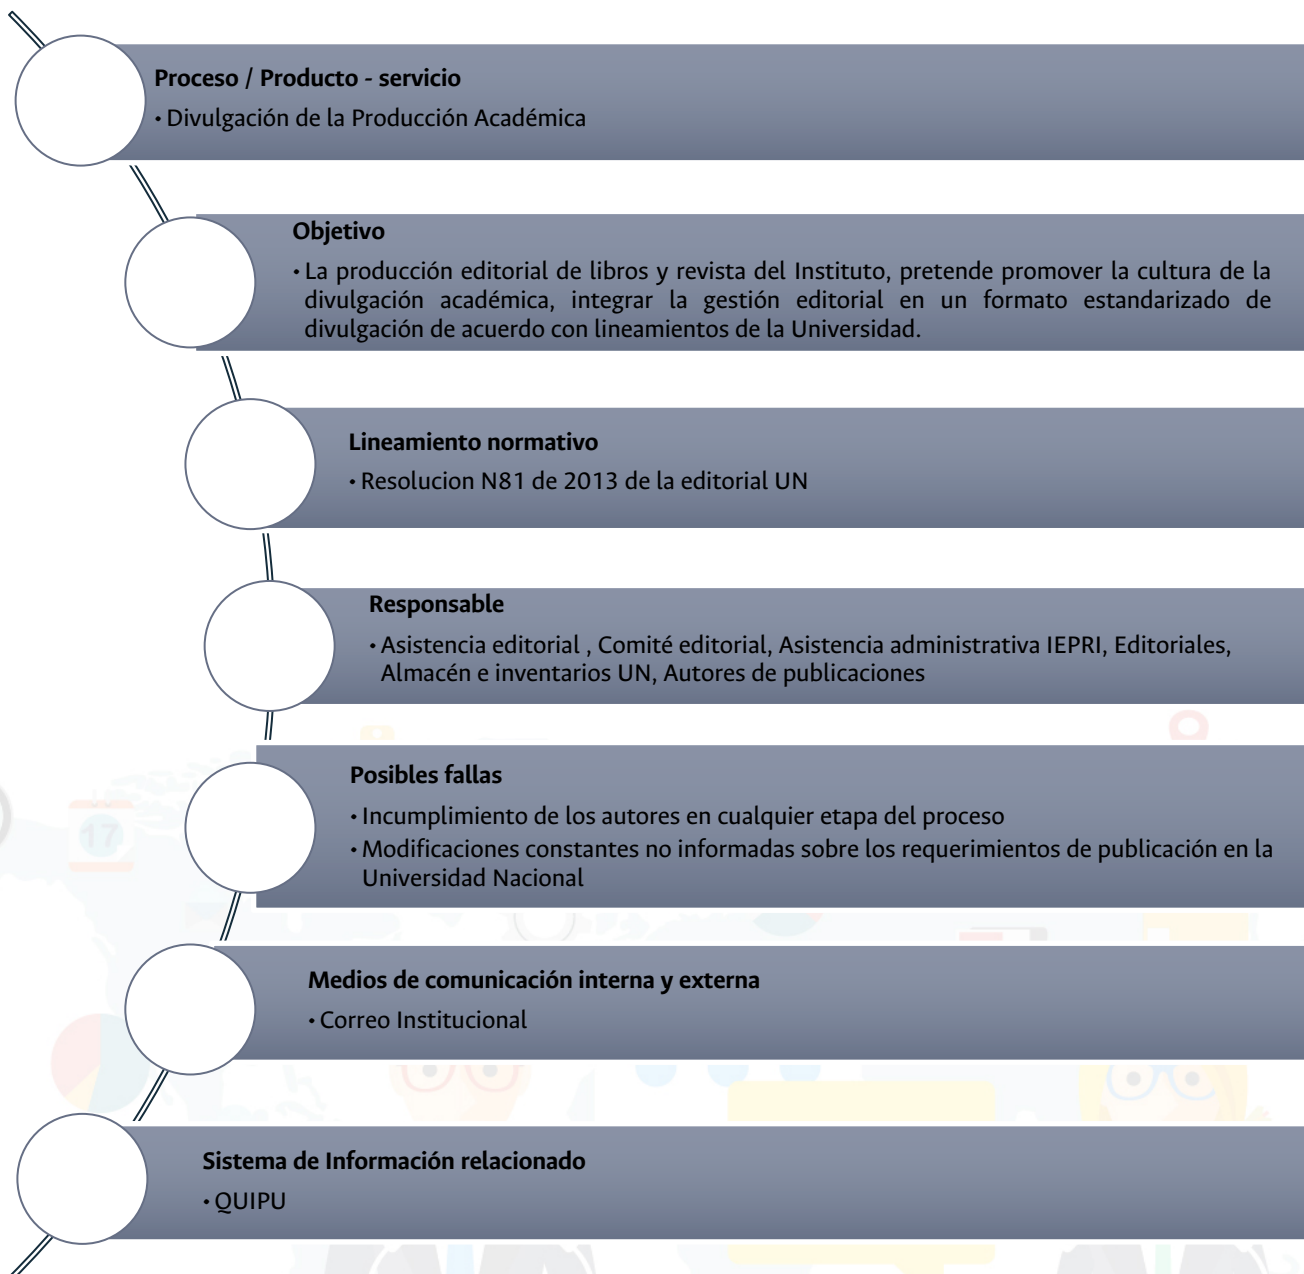 Proceso / Producto - servicio
• Divulgación de la Producción Académica
Objetivo
• La producción editorial de libros y revista del Instituto, pretende promover la cultura de la
divulgación académica, integrar la gestión editorial en un formato estandarizado de
divulgación de acuerdo con lineamientos de la Universidad.
Lineamiento normativo
• Resolucion N81 de 2013 de la editorial UN
Responsable
• Asistencia editorial , Comité editorial, Asistencia administrativa IEPRI, Editoriales,
Almacén e inventarios UN, Autores de publicaciones
Posibles fallas
• Incumplimiento de los autores en cualquier etapa del proceso
• Modificaciones constantes no informadas sobre los requerimientos de publicación en la
Universidad Nacional
17
Medios de comunicación interna y externa
• Correo Institucional
Sistema de Información relacionado
• QUIPU